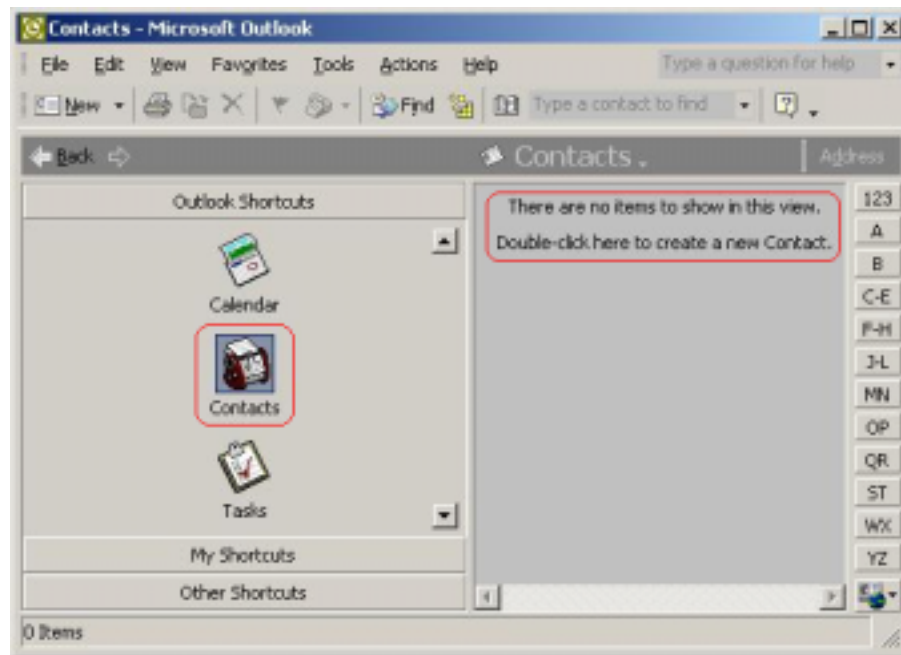 Contacts - Microsoft Outlook
File Edit View Favorites Tools Actions Help Type a question for help
New Find Type a contact to find
Back Contacts Address
Outlook Shortcuts
There are no items to show in this view.
Double-click here to create a new Contact.
Calendar
Contacts
Tasks
My Shortcuts
Other Shortcuts
123
A
B
C-E
F-H
J-L
MN
OP
QR
ST
WX
YZ
0 Items